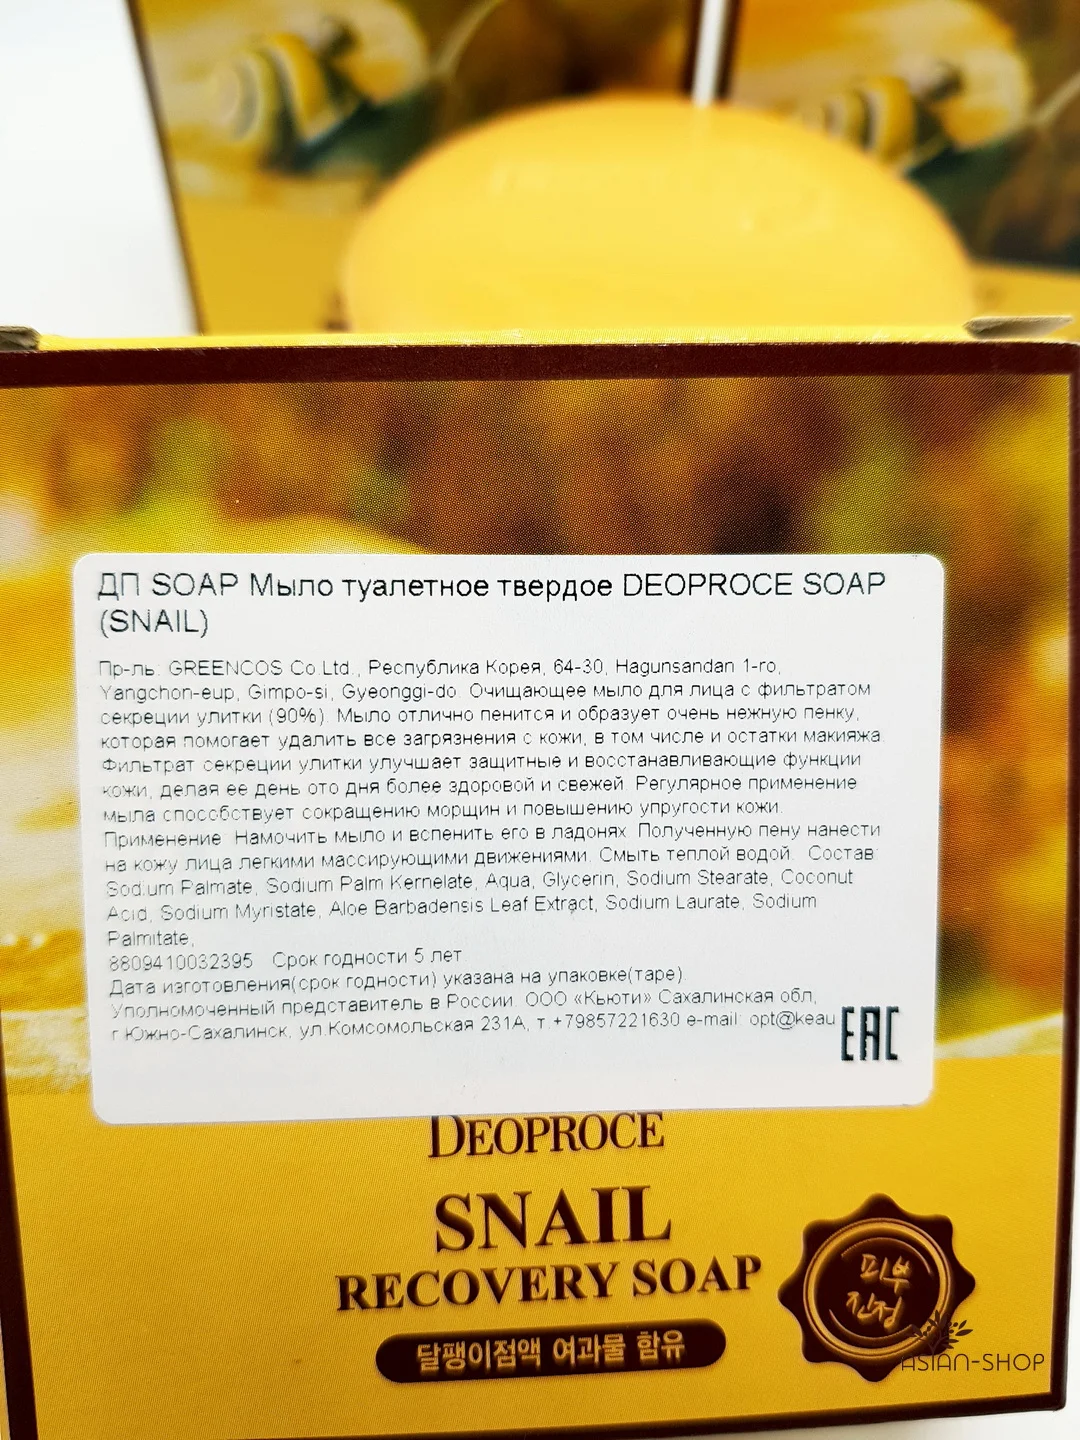 ДП SOAP Мыло туалетное твердое DEOPROCE SOAP
(SNAIL)
Пр-ль: GREENCOS Co.Ltd., Республика Корея, 64-30, Hagunsandan 1-ro,
Yangchon-eup, Gimpo-si, Gyeonggi-do. Очищающее мыло для лица с фильтратом
секреции улитки (90%). Мыло отлично пенится и образует очень нежную пенку,
которая помогает удалить все загрязнения с кожи, в том числе и остатки макияжа.
Фильтрат секреции улитки улучшает защитные и восстанавливающие функции
кожи, делая ее день ото дня более здоровой и свежей. Регулярное применение
мыла способствует сокращению морщин и повышению упругости кожи.
Применение: Намочить мыло и вспенить его в ладонях. Полученную пену нанести
на кожу лица легкими массирующими движениями. Смыть теплой водой. Состав:
Sodium Palmate, Sodium Palm Kernelate, Aqua, Glycerin, Sodium Stearate, Coconut
Acid, Sodium Myristate, Aloe Barbadensis Leaf Extract, Sodium Laurate, Sodium
Palmitate,
8809410032395 Срок годности 5 лет
Дата изготовления(срок годности) указана на упаковке(таре).
Уполномоченный представитель в России: ООО «Кьюти» Сахалинская обл,
г.Южно-Сахалинск, ул.Комсомольская 231А, т.+79857221630 e-mail: opt@keau
EAC
DEOPROCE
SNAIL
RECOVERY SOAP
달팽이점액 여과물 함유
피부
진정
ASIAN-SHOP